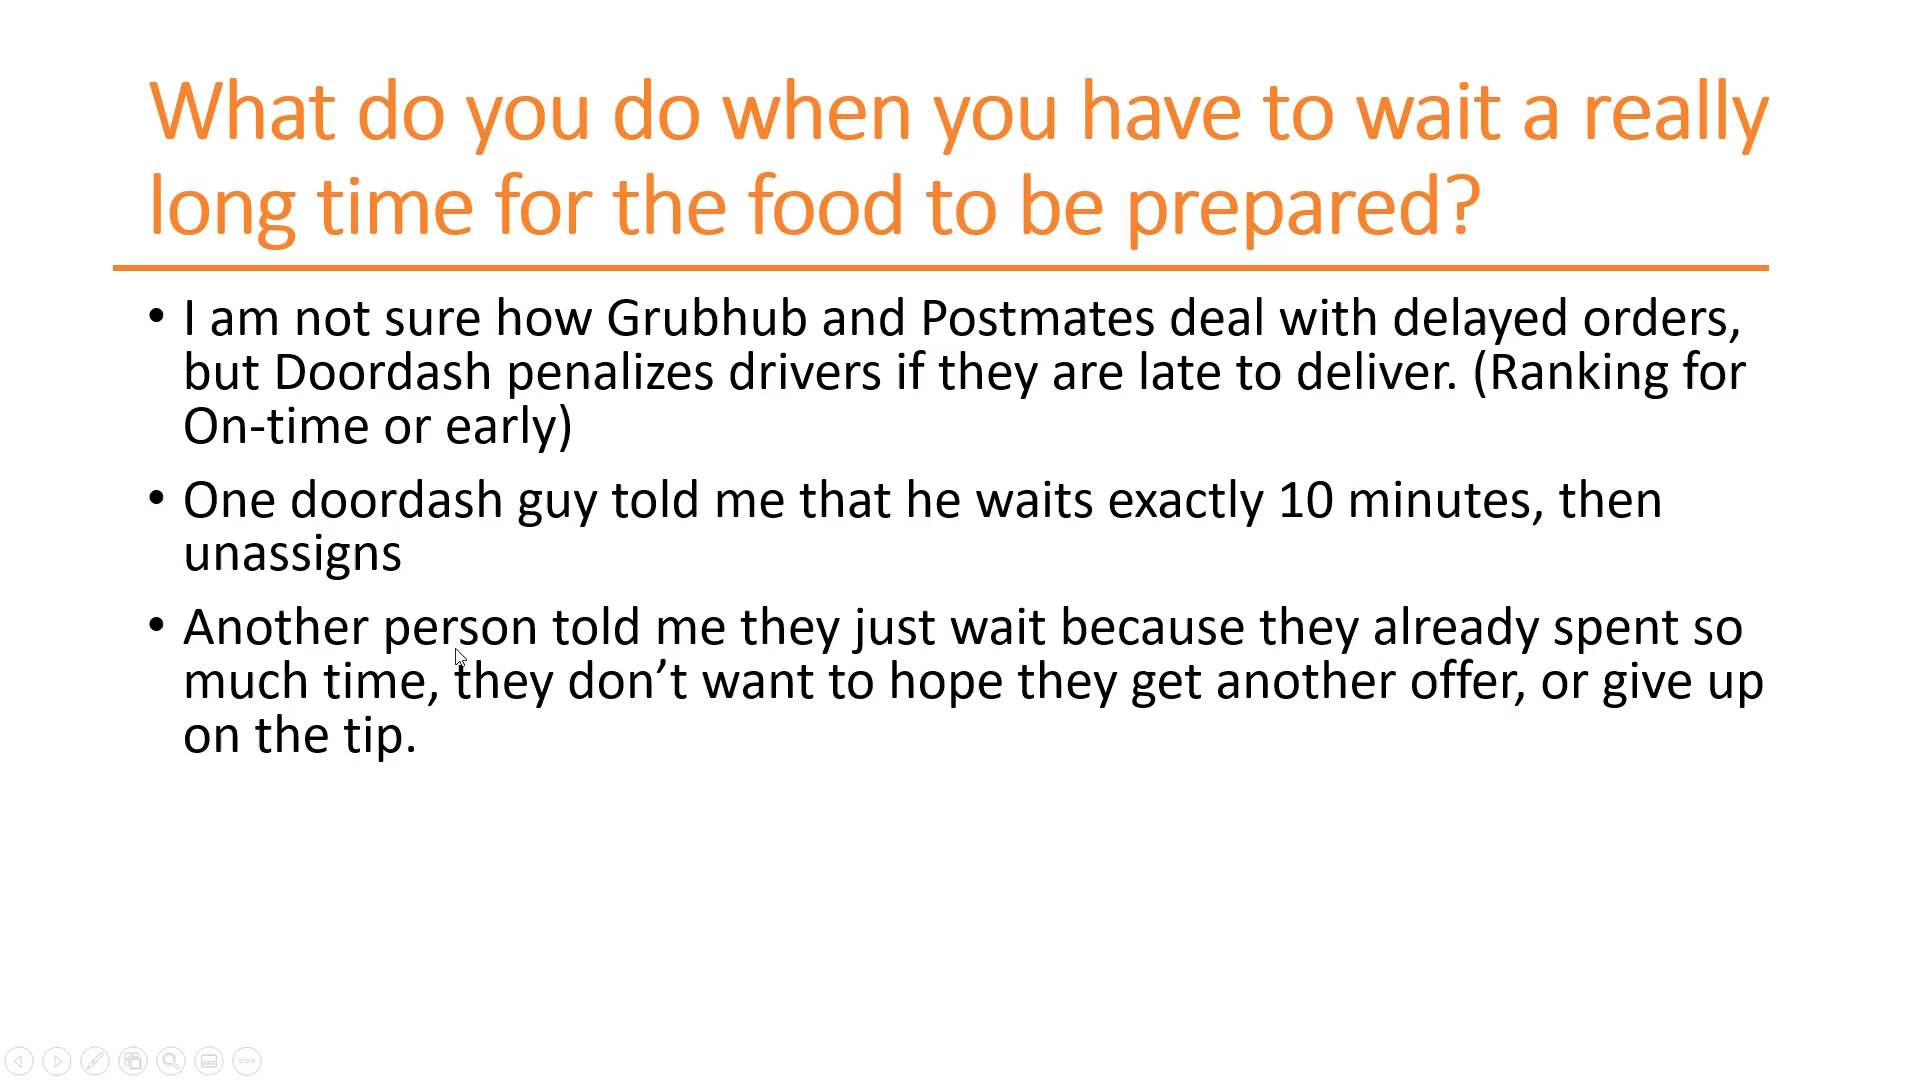 What do you do when you have to wait a really
long time for the food to be prepared?
• I am not sure how Grubhub and Postmates deal with delayed orders,
but Doordash penalizes drivers if they are late to deliver. (Ranking for
On-time or early)
• One doordash guy told me that he waits exactly 10 minutes, then
unassigns
• Another person told me they just wait because they already spent so
much time, they don’t want to hope they get another offer, or give up
on the tip.